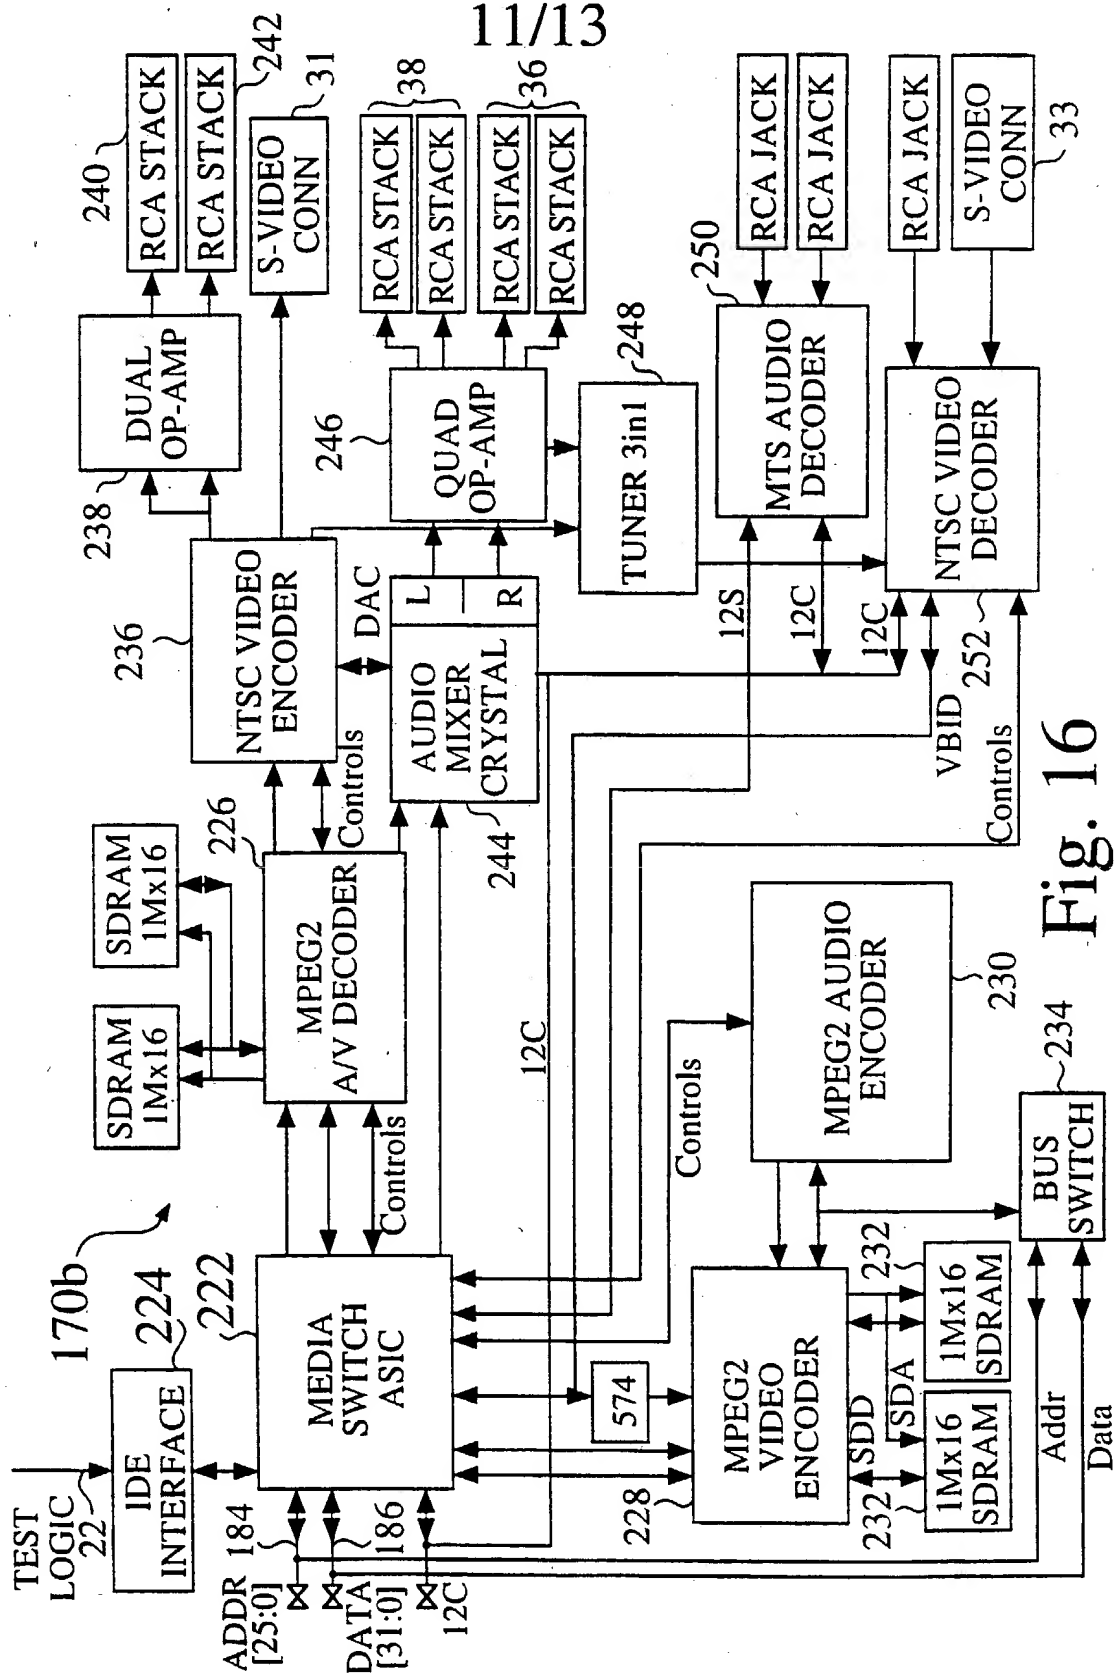 11/13
TEST
LOGIC
22
IDE
INTERFACE
224
170b
ADDR
[25:0]
184
DATA
[31:0]
186
12C
MEDIA
SWITCH
ASIC
222
Controls
SDRAM
1Mx16
SDRAM
1Mx16
MPEG2
A/V DECODER
226
Controls
NTSC VIDEO
ENCODER
236
DUAL
OP-AMP
238
RCA STACK
240
RCA STACK
242
S-VIDEO
CONN
31
DAC
AUDIO
MIXER
CRYSTAL
L
R
244
QUAD
OP-AMP
246
RCA STACK
RCA STACK
38
RCA STACK
RCA STACK
36
TUNER 3in1
248
12C
12S
12C
MTS AUDIO
DECODER
250
RCA JACK
RCA JACK
12C
VBID
Controls
NTSC VIDEO
DECODER
252
RCA JACK
S-VIDEO
CONN
33
574
MPEG2
VIDEO
ENCODER
228
Controls
MPEG2 AUDIO
ENCODER
230
SDD
SDA
1Mx16
SDRAM
232
1Mx16
SDRAM
232
BUS
SWITCH
234
Addr
Data
Fig. 16